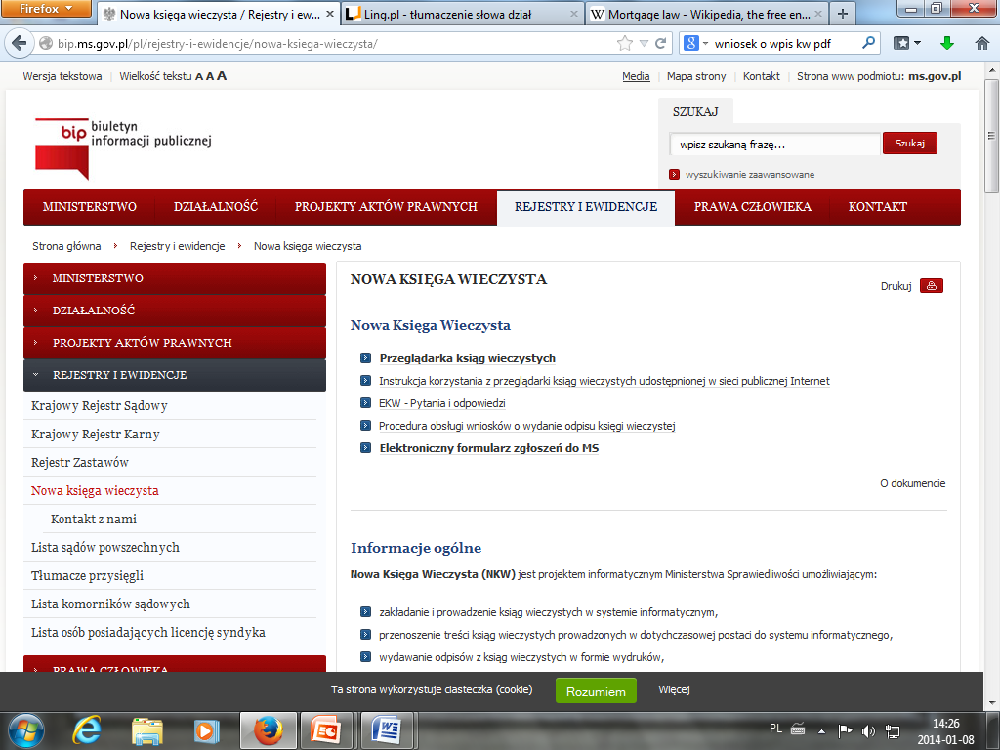 Firefox
Nowa księga wieczysta / Rejestry i ew...
Ling.pl - tłumaczenie słowa dział
W Mortgage law - Wikipedia, the free en...
bip.ms.gov.pl/pl/rejestry-i-ewidencje/nowa-ksiega-wieczysta/
wniosek o wpis kw pdf
Wersja tekstowa | Wielkość tekstu A A A
Media | Mapa strony | Kontakt | Strona www podmiotu: ms.gov.pl
SZUKAJ
bip biuletyn
informacji publicznej
wpisz szukaną frazę...
Szukaj
wyszukiwanie zaawansowane
MINISTERSTWO DZIAŁALNOŚĆ PROJEKTY AKTÓW PRAWNYCH REJESTRY I EWIDENCJE PRAWA CZŁOWIEKA KONTAKT
Strona główna Rejestry i ewidencje Nowa księga wieczysta
MINISTERSTWO
DZIAŁALNOŚĆ
PROJEKTY AKTÓW PRAWNYCH
REJESTRY I EWIDENCJE
Krajowy Rejestr Sądowy
Krajowy Rejestr Karny
Rejestr Zastawów
Nowa księga wieczysta
Kontakt z nami
Lista sądów powszechnych
Tłumacze przysięgli
Lista komorników sądowych
Lista osób posiadających licencję syndyka
PRAWA CZŁOWIEKA
NOWA KSIĘGA WIECZYSTA
Drukuj
Nowa Księga Wieczysta
Przeglądarka ksiąg wieczystych
Instrukcja korzystania z przeglądarki ksiąg wieczystych udostępnionej w sieci publicznej Internet
EKW - Pytania i odpowiedzi
Procedura obsługi wniosków o wydanie odpisu księgi wieczystej
Elektroniczny formularz zgłoszeń do MS
O dokumencie
Informacje ogólne
Nowa Księga Wieczysta (NKW) jest projektem informatycznym Ministerstwa Sprawiedliwości umożliwiającym:
zakładanie i prowadzenie ksiąg wieczystych w systemie informatycznym,
przenoszenie treści ksiąg wieczystych prowadzonych w dotychczasowej postaci do systemu informatycznego,
wydawanie odpisów z ksiąg wieczystych w formie wydruków,
Ta strona wykorzystuje ciasteczka (cookie)
Rozumiem
Więcej
PL
14:26
2014-01-08